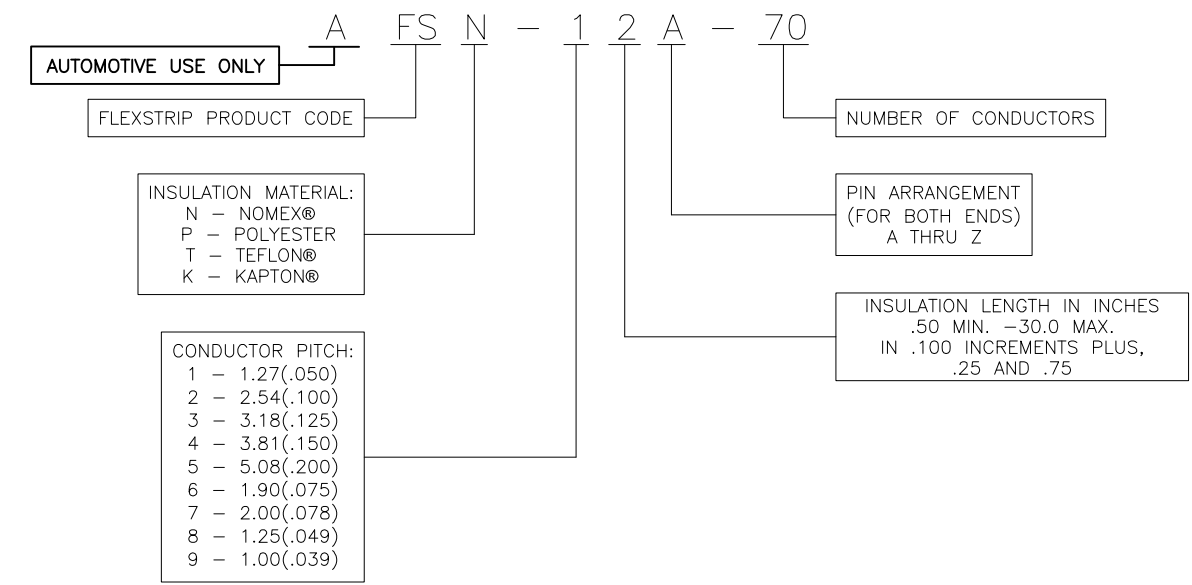 A FS N - 1 2 A - 70
AUTOMOTIVE USE ONLY
FLEXSTRIP PRODUCT CODE
NUMBER OF CONDUCTORS
INSULATION MATERIAL:
N - NOMEX®
P - POLYESTER
T - TEFLON®
K - KAPTON®
PIN ARRANGEMENT
(FOR BOTH ENDS)
A THRU Z
INSULATION LENGTH IN INCHES
.50 MIN. -30.0 MAX.
IN .100 INCREMENTS PLUS,
.25 AND .75
CONDUCTOR PITCH:
1 - 1.27(.050)
2 - 2.54(.100)
3 - 3.18(.125)
4 - 3.81(.150)
5 - 5.08(.200)
6 - 1.90(.075)
7 - 2.00(.078)
8 - 1.25(.049)
9 - 1.00(.039)